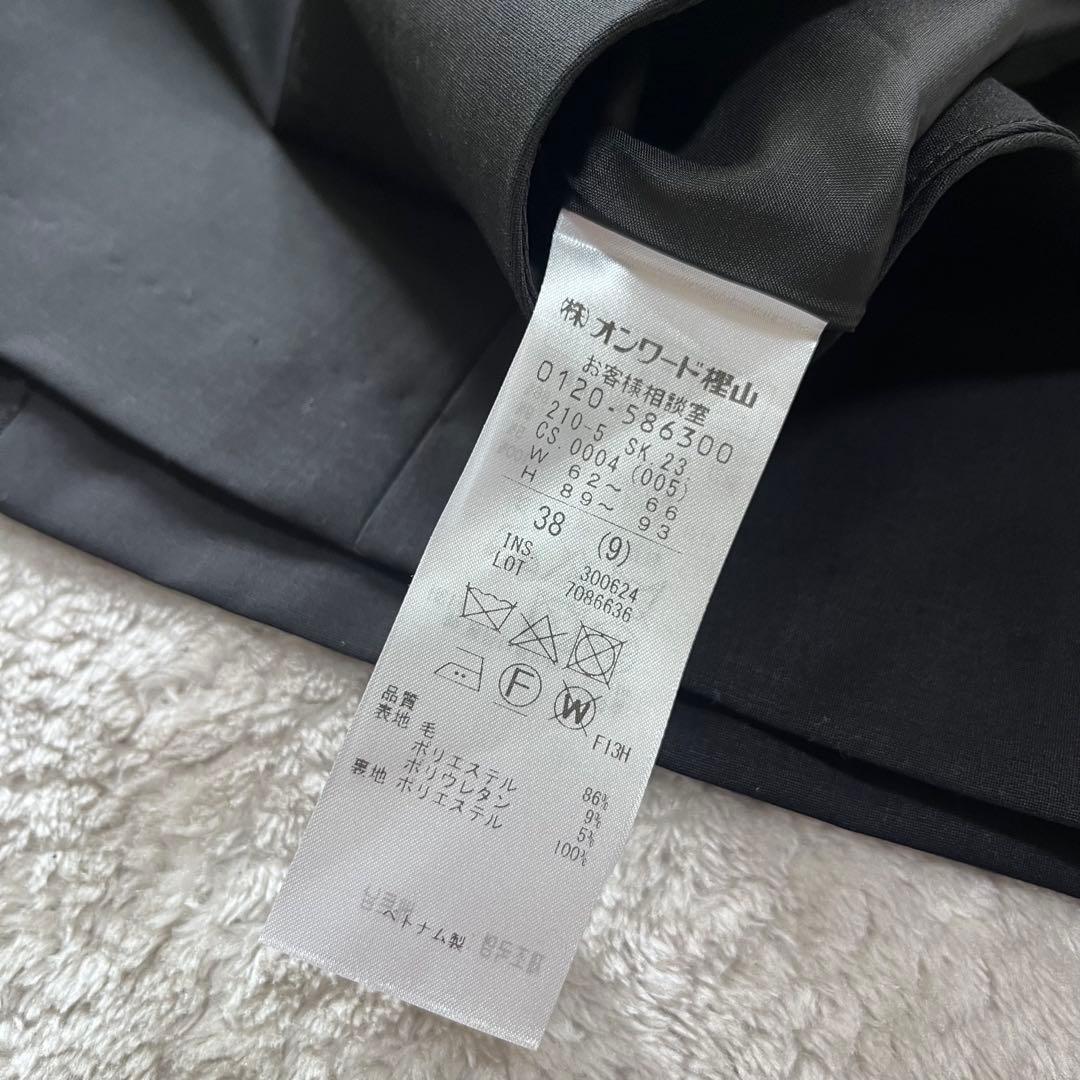 (株)オンワード樫山
お客様相談室
0120-586300
210-5 SK 23
CS.0004(005)
W 62～ 66
H 89～ 93
38 (9)
INS. 300624
LOT 7086636
F W F13H
品質
表地 毛 86%
ポリエステル 9%
ポリウレタン 5%
裏地 ポリエステル 100%
ベトナム製